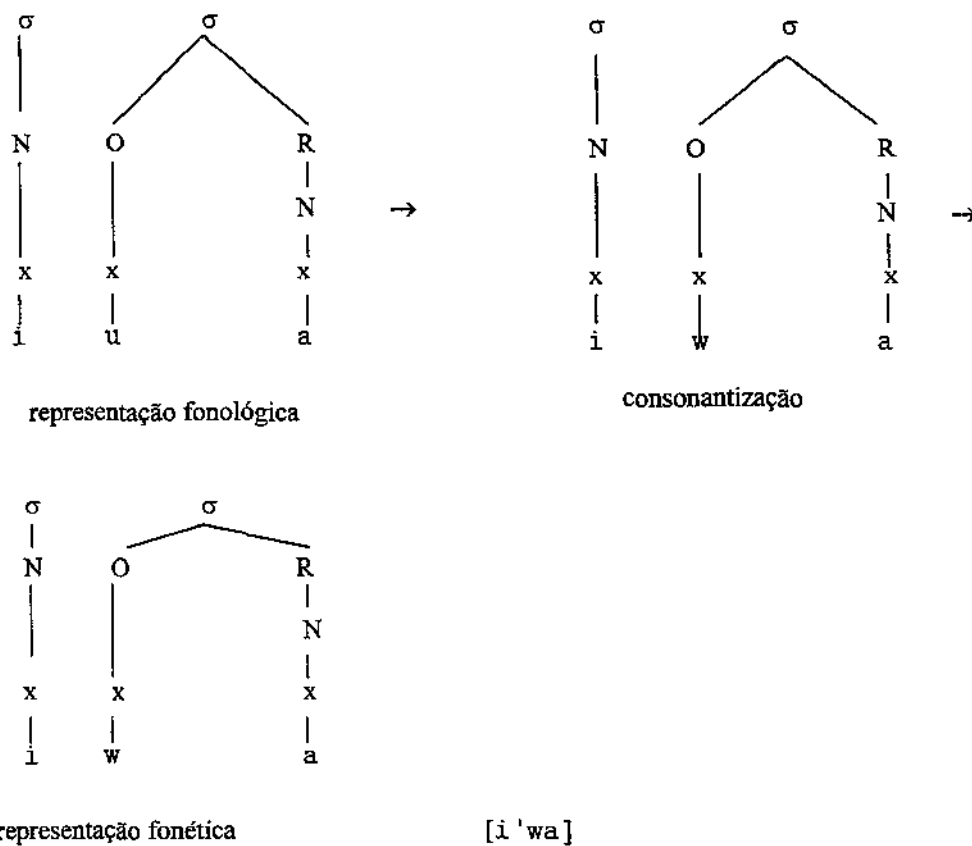 σ σ σ σ
N O R N O R
N → N →
x x x x x x
i u a i w a
representação fonológica consonantização
σ σ
N O R
N
x x x
i w a
representação fonética [i 'wa]